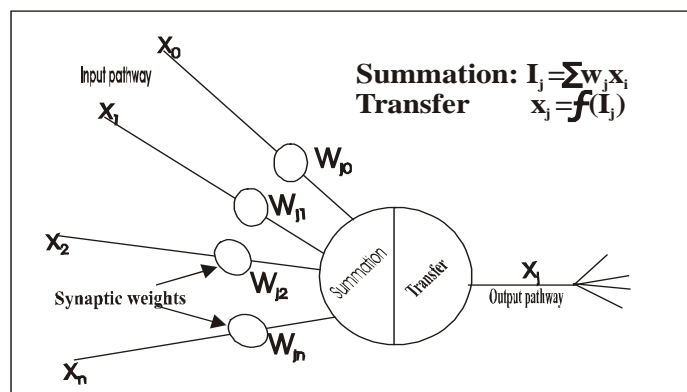 X₀
Input pathway
Summation: Iⱼ=Σwⱼxᵢ
Transfer xⱼ=f(Iⱼ)
X₁
Wⱼ₀
Wⱼ₁
X₂
Summation
Transfer
Xⱼ
Wⱼ₂
Output pathway
Synaptic weights
Wⱼₙ
Xₙ